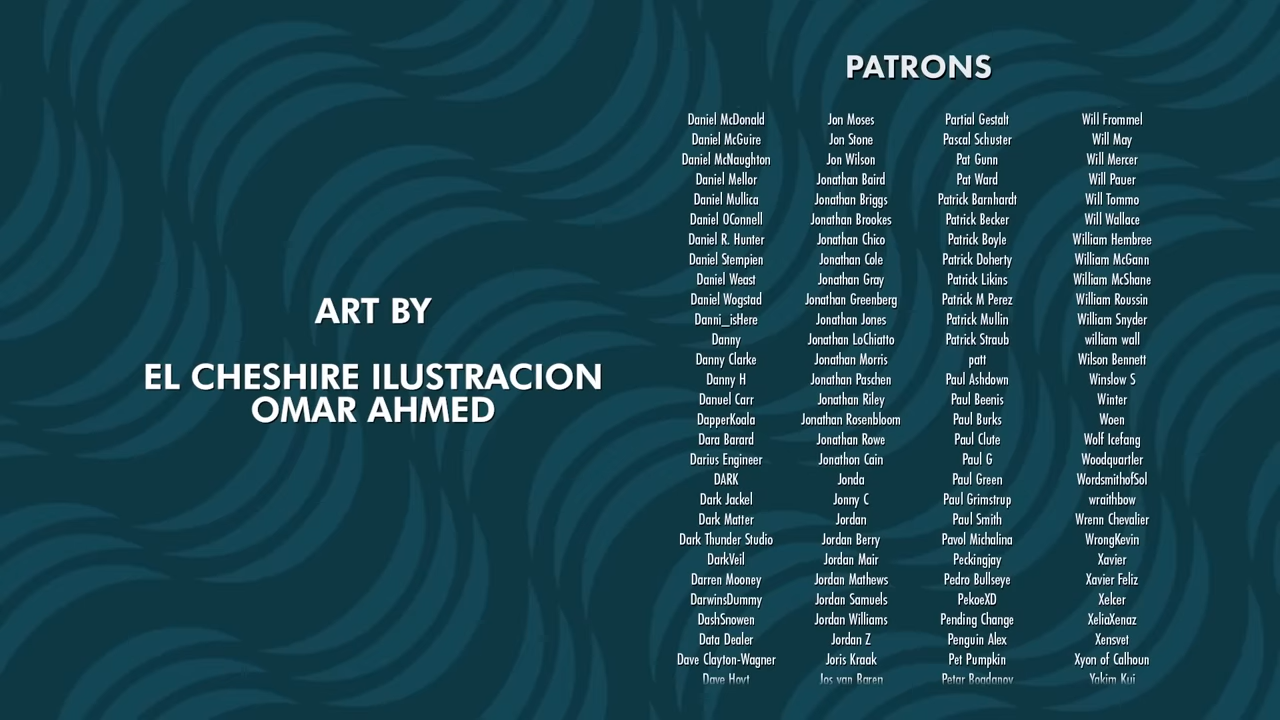 ART BY
EL CHESHIRE ILUSTRACION
OMAR AHMED
PATRONS
Daniel McDonald
Daniel McGuire
Daniel McNaughton
Daniel Mellor
Daniel Mullica
Daniel OConnell
Daniel R. Hunter
Daniel Stempien
Daniel Weast
Daniel Wogstad
Danni_isHere
Danny
Danny Clarke
Danny H
Danuel Carr
DapperKoala
Dara Barard
Darius Engineer
DARK
Dark Jackel
Dark Matter
Dark Thunder Studio
DarkVeil
Darren Mooney
DarwinsDummy
DashSnowen
Data Dealer
Dave Clayton-Wagner
Dave Hoyt
Jon Moses
Jon Stone
Jon Wilson
Jonathan Baird
Jonathan Briggs
Jonathan Brookes
Jonathan Chico
Jonathan Cole
Jonathan Gray
Jonathan Greenberg
Jonathan Jones
Jonathan LoChiatto
Jonathan Morris
Jonathan Paschen
Jonathan Riley
Jonathan Rosenbloom
Jonathan Rowe
Jonathon Cain
Jonda
Jonny C
Jordan
Jordan Berry
Jordan Mair
Jordan Mathews
Jordan Samuels
Jordan Williams
Jordan Z
Joris Kraak
Jos van Baren
Partial Gestalt
Pascal Schuster
Pat Gunn
Pat Ward
Patrick Barnhardt
Patrick Becker
Patrick Boyle
Patrick Doherty
Patrick Likins
Patrick M Perez
Patrick Mullin
Patrick Straub
patt
Paul Ashdown
Paul Beenis
Paul Burks
Paul Clute
Paul G
Paul Green
Paul Grimstrup
Paul Smith
Pavol Michalina
Peckingjay
Pedro Bullseye
PekoeXD
Pending Change
Penguin Alex
Pet Pumpkin
Petar Bogdanov
Will Frommel
Will May
Will Mercer
Will Pauer
Will Tommo
Will Wallace
William Hembree
William McGann
William McShane
William Roussin
William Snyder
william wall
Wilson Bennett
Winslow S
Winter
Woen
Wolf Icefang
Woodquartler
WordsmithofSol
wraithbow
Wrenn Chevalier
WrongKevin
Xavier
Xavier Feliz
Xelcer
XeliaXenaz
Xensvet
Xyon of Calhoun
Yakim Kui